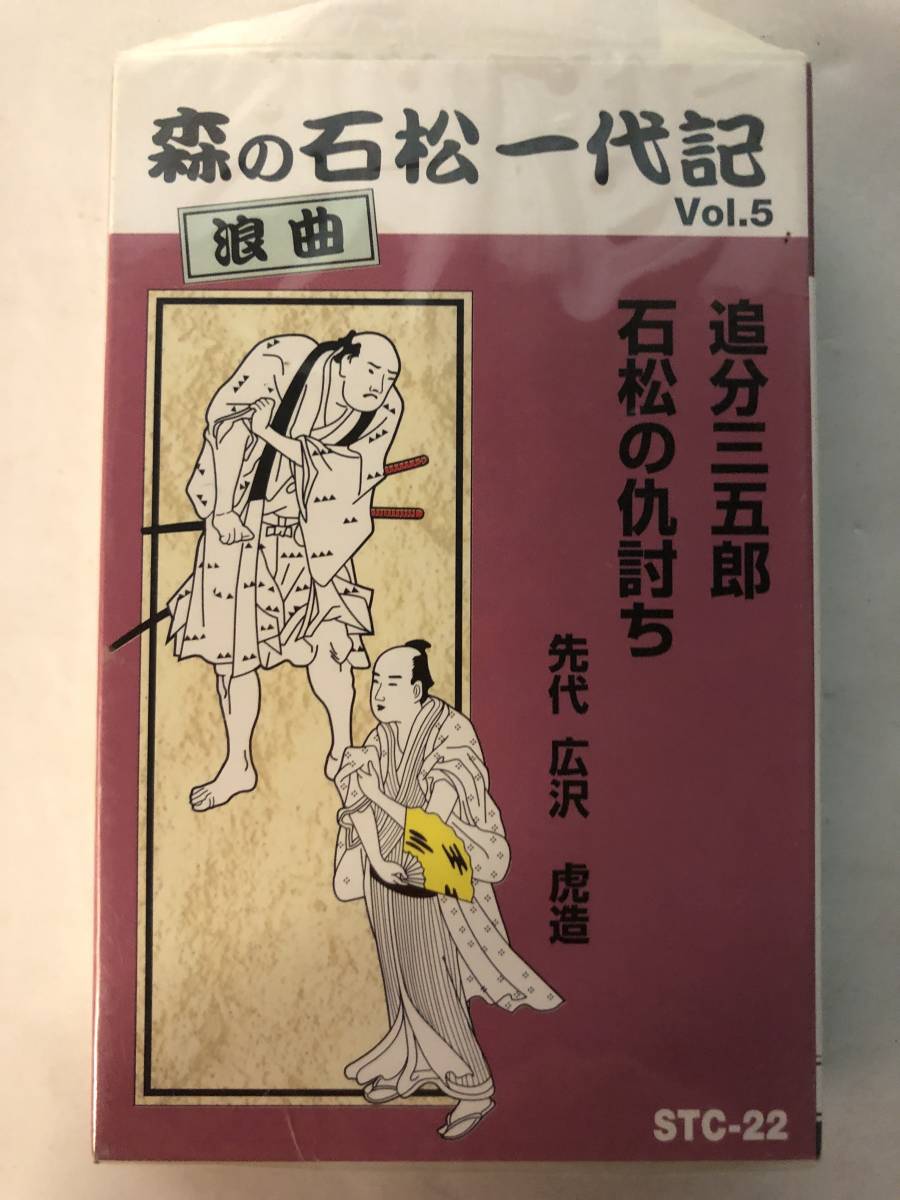 森の石松一代記
Vol.5
浪曲
追分三五郎
石松の仇討ち
先代 広沢 虎造
STC-22